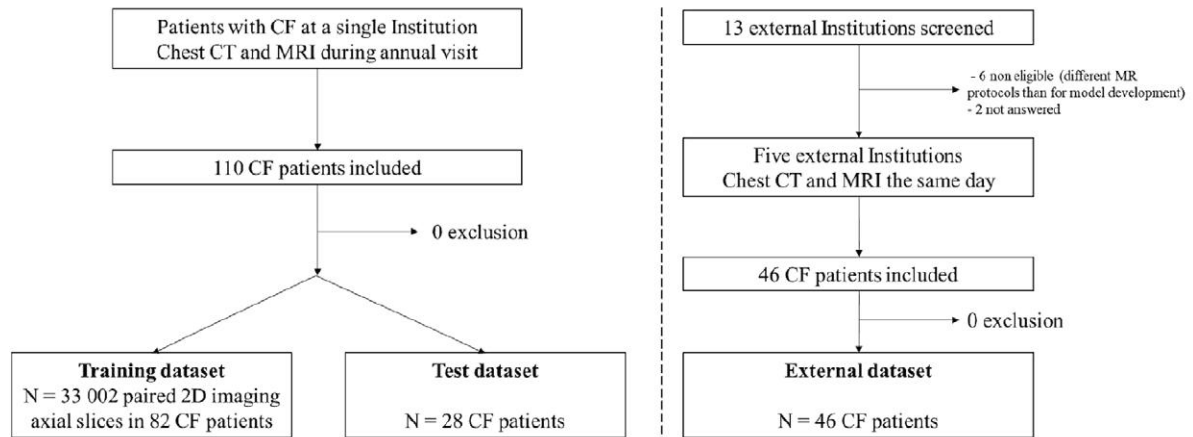 Patients with CF at a single Institution
Chest CT and MRI during annual visit
110 CF patients included
0 exclusion
Training dataset
N = 33 002 paired 2D imaging
axial slices in 82 CF patients
Test dataset
N = 28 CF patients
13 external Institutions screened
- 6 non eligible (different MR
protocols than for model development)
- 2 not answered
Five external Institutions
Chest CT and MRI the same day
46 CF patients included
0 exclusion
External dataset
N = 46 CF patients